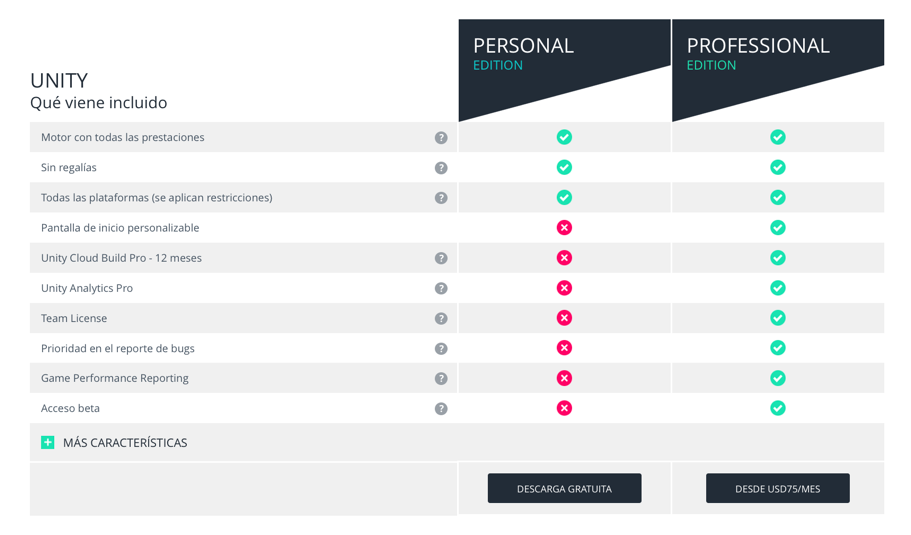 PERSONAL
EDITION
PROFESSIONAL
EDITION
UNITY
Qué viene incluido
Motor con todas las prestaciones ?
Sin regalías ?
Todas las plataformas (se aplican restricciones) ?
Pantalla de inicio personalizable
Unity Cloud Build Pro - 12 meses ?
Unity Analytics Pro ?
Team License ?
Prioridad en el reporte de bugs ?
Game Performance Reporting ?
Acceso beta ?
MÁS CARACTERÍSTICAS
DESCARGA GRATUITA
DESDE USD75/MES